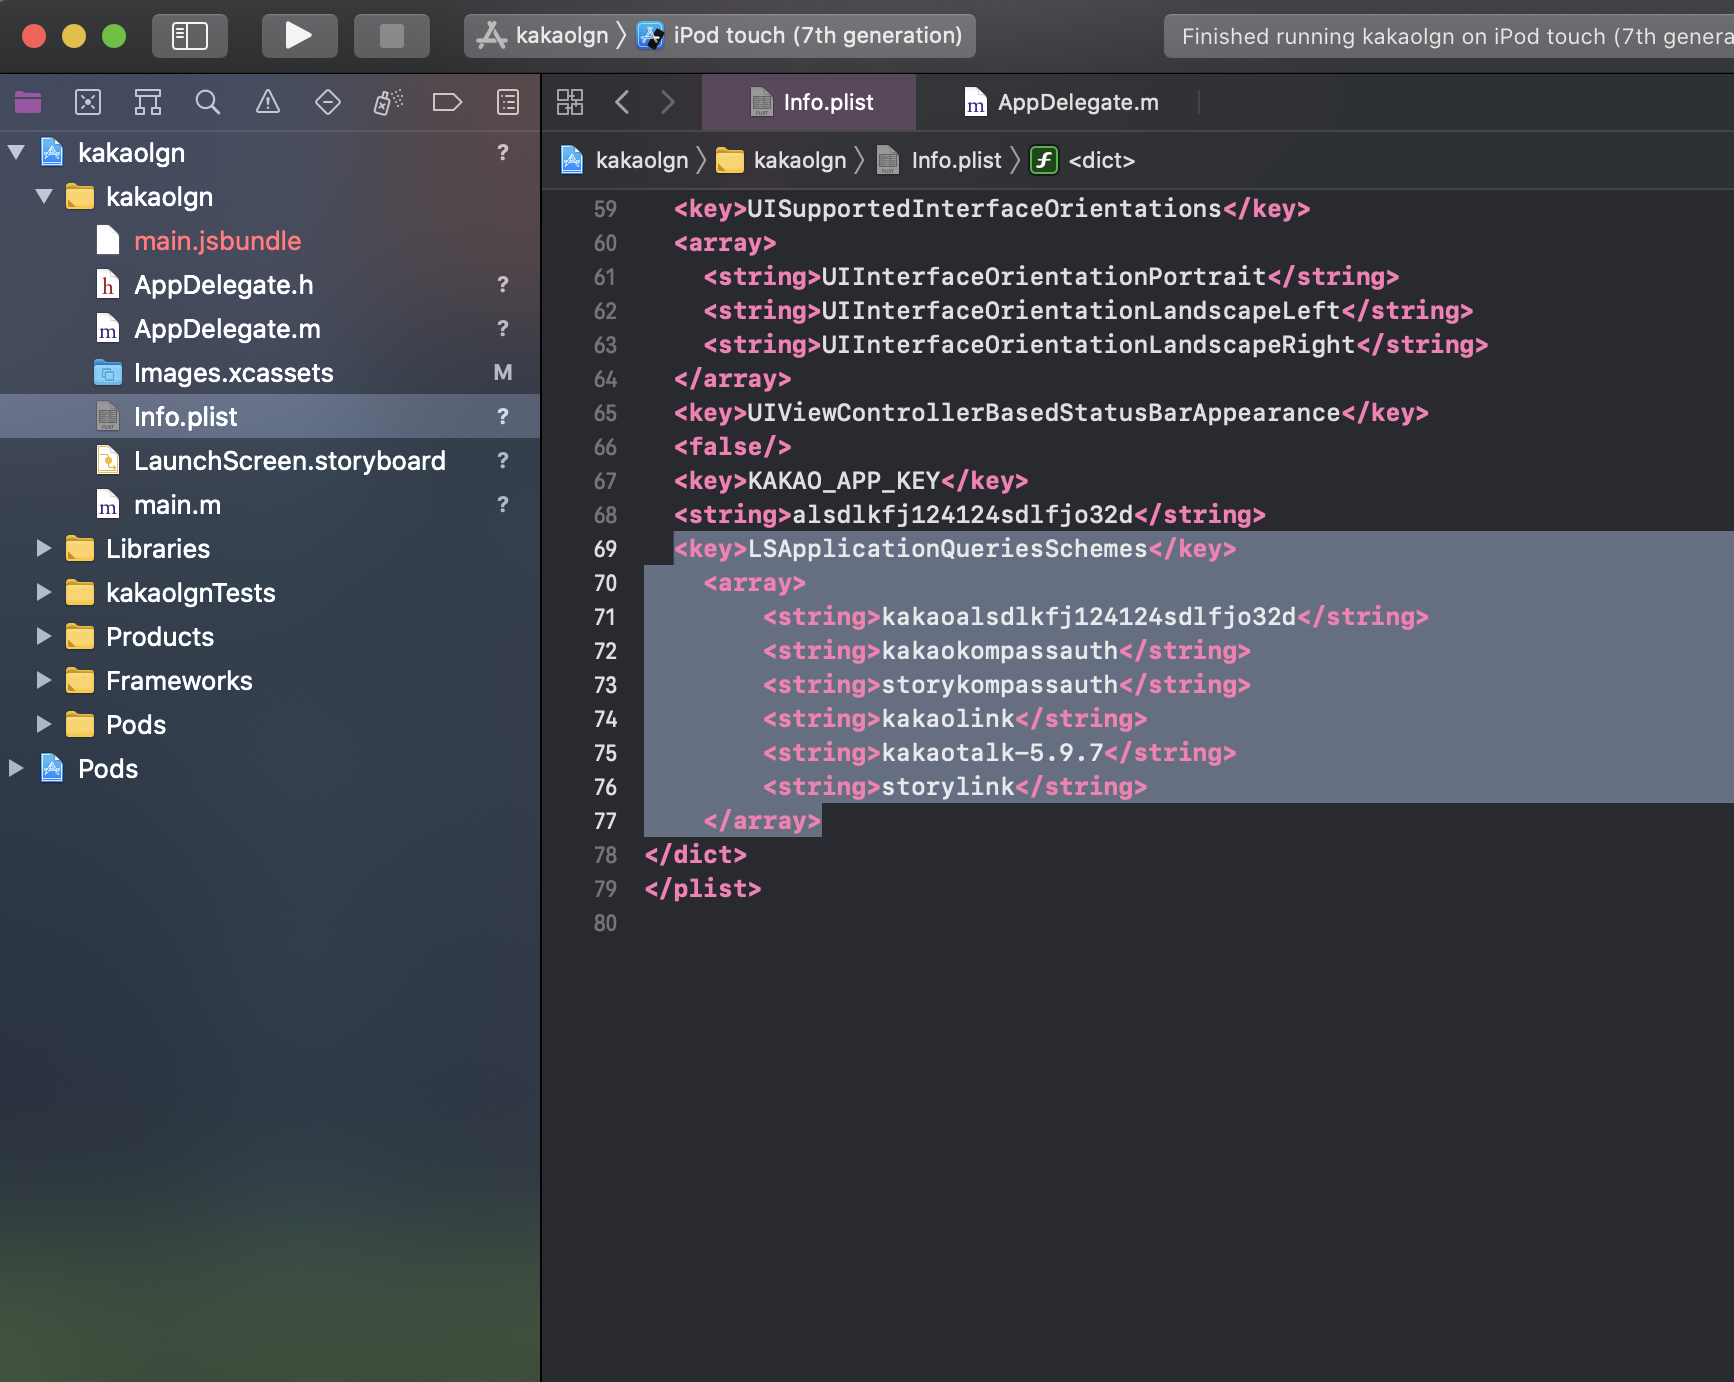 kakaolgn 〉 iPod touch (7th generation)
Finished running kakaolgn on iPod touch (7th genera
Info.plist
AppDelegate.m
kakaolgn 〉 kakaolgn 〉 Info.plist 〉 <dict>
kakaolgn ?
kakaolgn
main.jsbundle
AppDelegate.h ?
AppDelegate.m ?
Images.xcassets M
Info.plist ?
LaunchScreen.storyboard ?
main.m ?
Libraries
kakaolgnTests
Products
Frameworks
Pods
Pods
59 <key>UISupportedInterfaceOrientations</key>
60 <array>
61 <string>UIInterfaceOrientationPortrait</string>
62 <string>UIInterfaceOrientationLandscapeLeft</string>
63 <string>UIInterfaceOrientationLandscapeRight</string>
64 </array>
65 <key>UIViewControllerBasedStatusBarAppearance</key>
66 <false/>
67 <key>KAKAO_APP_KEY</key>
68 <string>alsdlkfj124124sdlfjo32d</string>
69 <key>LSApplicationQueriesSchemes</key>
70 <array>
71 <string>kakaoalsdlkfj124124sdlfjo32d</string>
72 <string>kakaokompassauth</string>
73 <string>storykompassauth</string>
74 <string>kakaolink</string>
75 <string>kakaotalk-5.9.7</string>
76 <string>storylink</string>
77 </array>
78 </dict>
79 </plist>
80